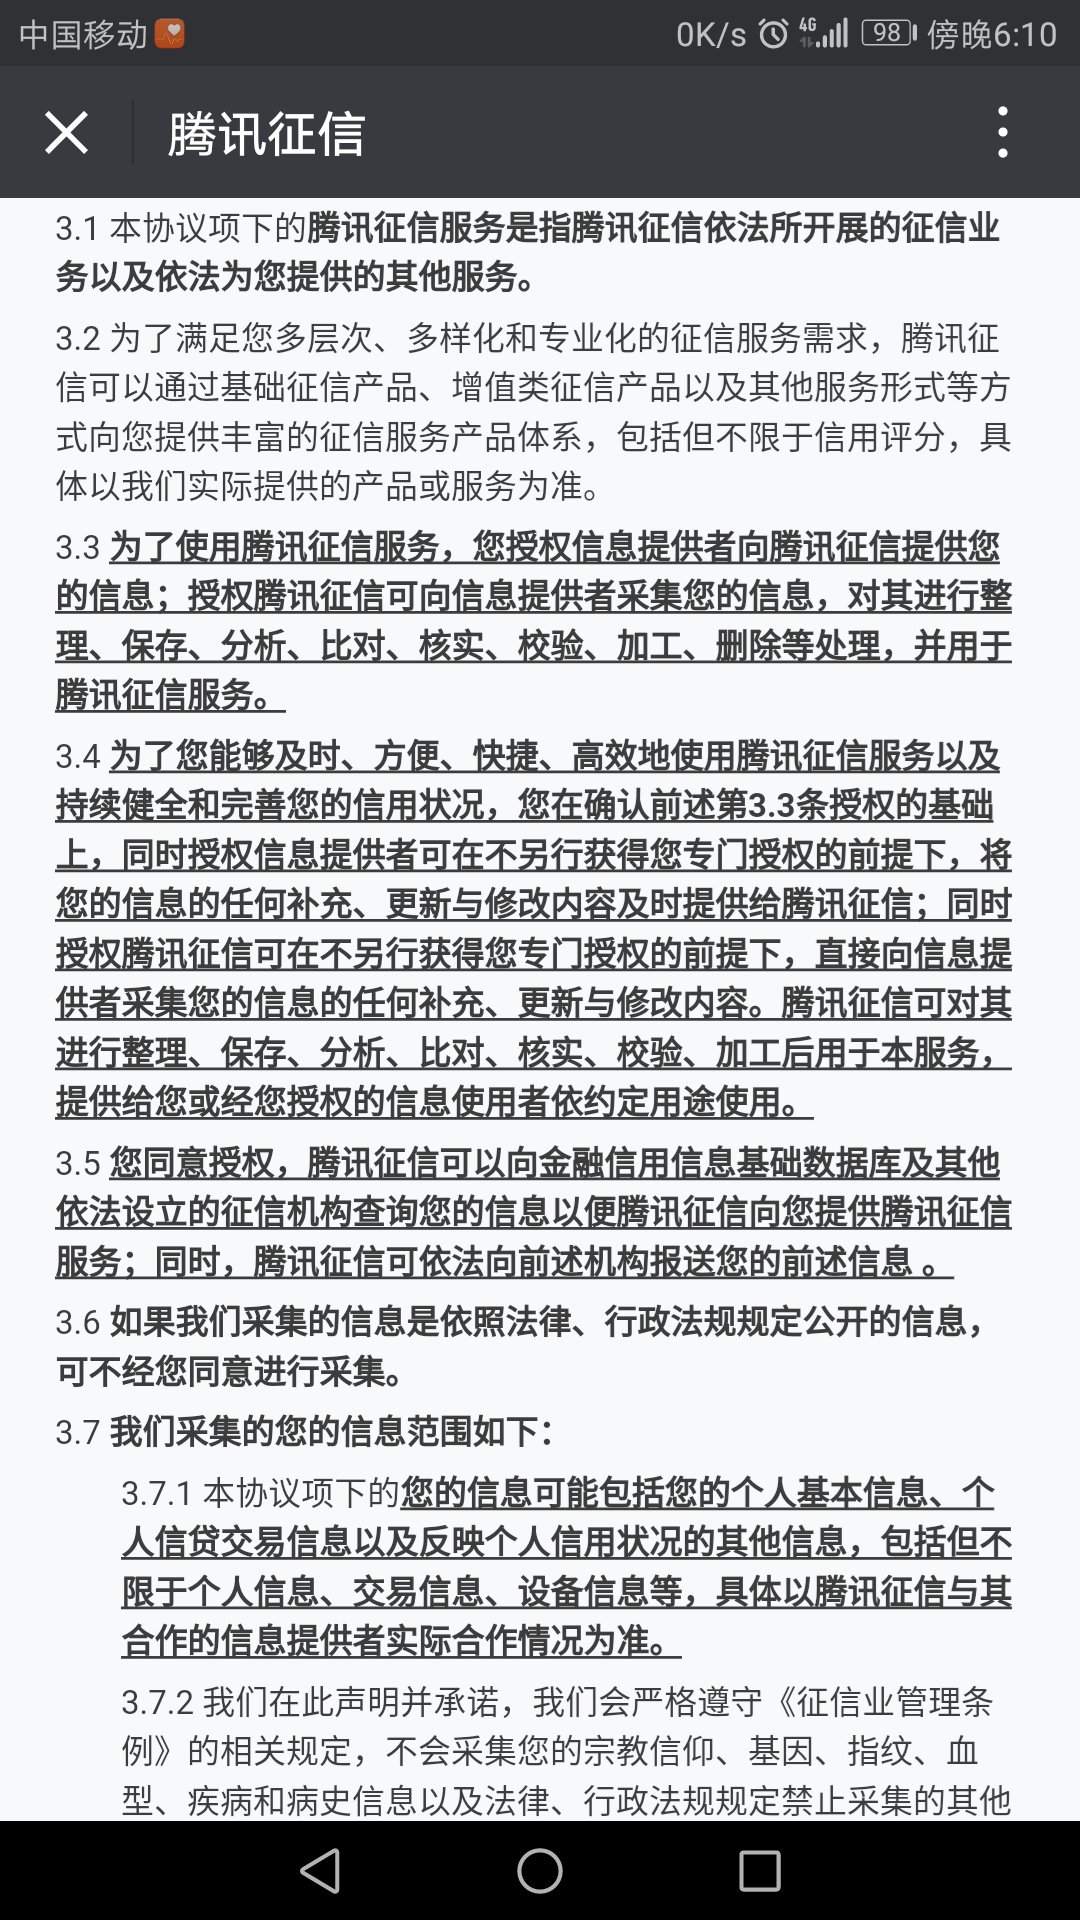 中国移动 0K/s 4G 98 傍晚6:10
腾讯征信
3.1 本协议项下的腾讯征信服务是指腾讯征信依法所开展的征信业
务以及依法为您提供的其他服务。
3.2 为了满足您多层次、多样化和专业化的征信服务需求，腾讯征
信可以通过基础征信产品、增值类征信产品以及其他服务形式等方
式向您提供丰富的征信服务产品体系，包括但不限于信用评分，具
体以我们实际提供的产品或服务为准。
3.3 为了使用腾讯征信服务，您授权信息提供者向腾讯征信提供您
的信息；授权腾讯征信可向信息提供者采集您的信息，对其进行整
理、保存、分析、比对、核实、校验、加工、删除等处理，并用于
腾讯征信服务。
3.4 为了您能够及时、方便、快捷、高效地使用腾讯征信服务以及
持续健全和完善您的信用状况，您在确认前述第3.3条授权的基础
上，同时授权信息提供者可在不另行获得您专门授权的前提下，将
您的信息的任何补充、更新与修改内容及时提供给腾讯征信；同时
授权腾讯征信可在不另行获得您专门授权的前提下，直接向信息提
供者采集您的信息的任何补充、更新与修改内容。腾讯征信可对其
进行整理、保存、分析、比对、核实、校验、加工后用于本服务，
提供给您或经您授权的信息使用者依约定用途使用。
3.5 您同意授权，腾讯征信可以向金融信用信息基础数据库及其他
依法设立的征信机构查询您的信息以便腾讯征信向您提供腾讯征信
服务；同时，腾讯征信可依法向前述机构报送您的前述信息 。
3.6 如果我们采集的信息是依照法律、行政法规规定公开的信息，
可不经您同意进行采集。
3.7 我们采集的您的信息范围如下：
3.7.1 本协议项下的您的信息可能包括您的个人基本信息、个
人信贷交易信息以及反映个人信用状况的其他信息，包括但不
限于个人信息、交易信息、设备信息等，具体以腾讯征信与其
合作的信息提供者实际合作情况为准。
3.7.2 我们在此声明并承诺，我们会严格遵守《征信业管理条
例》的相关规定，不会采集您的宗教信仰、基因、指纹、血
型、疾病和病史信息以及法律、行政法规规定禁止采集的其他